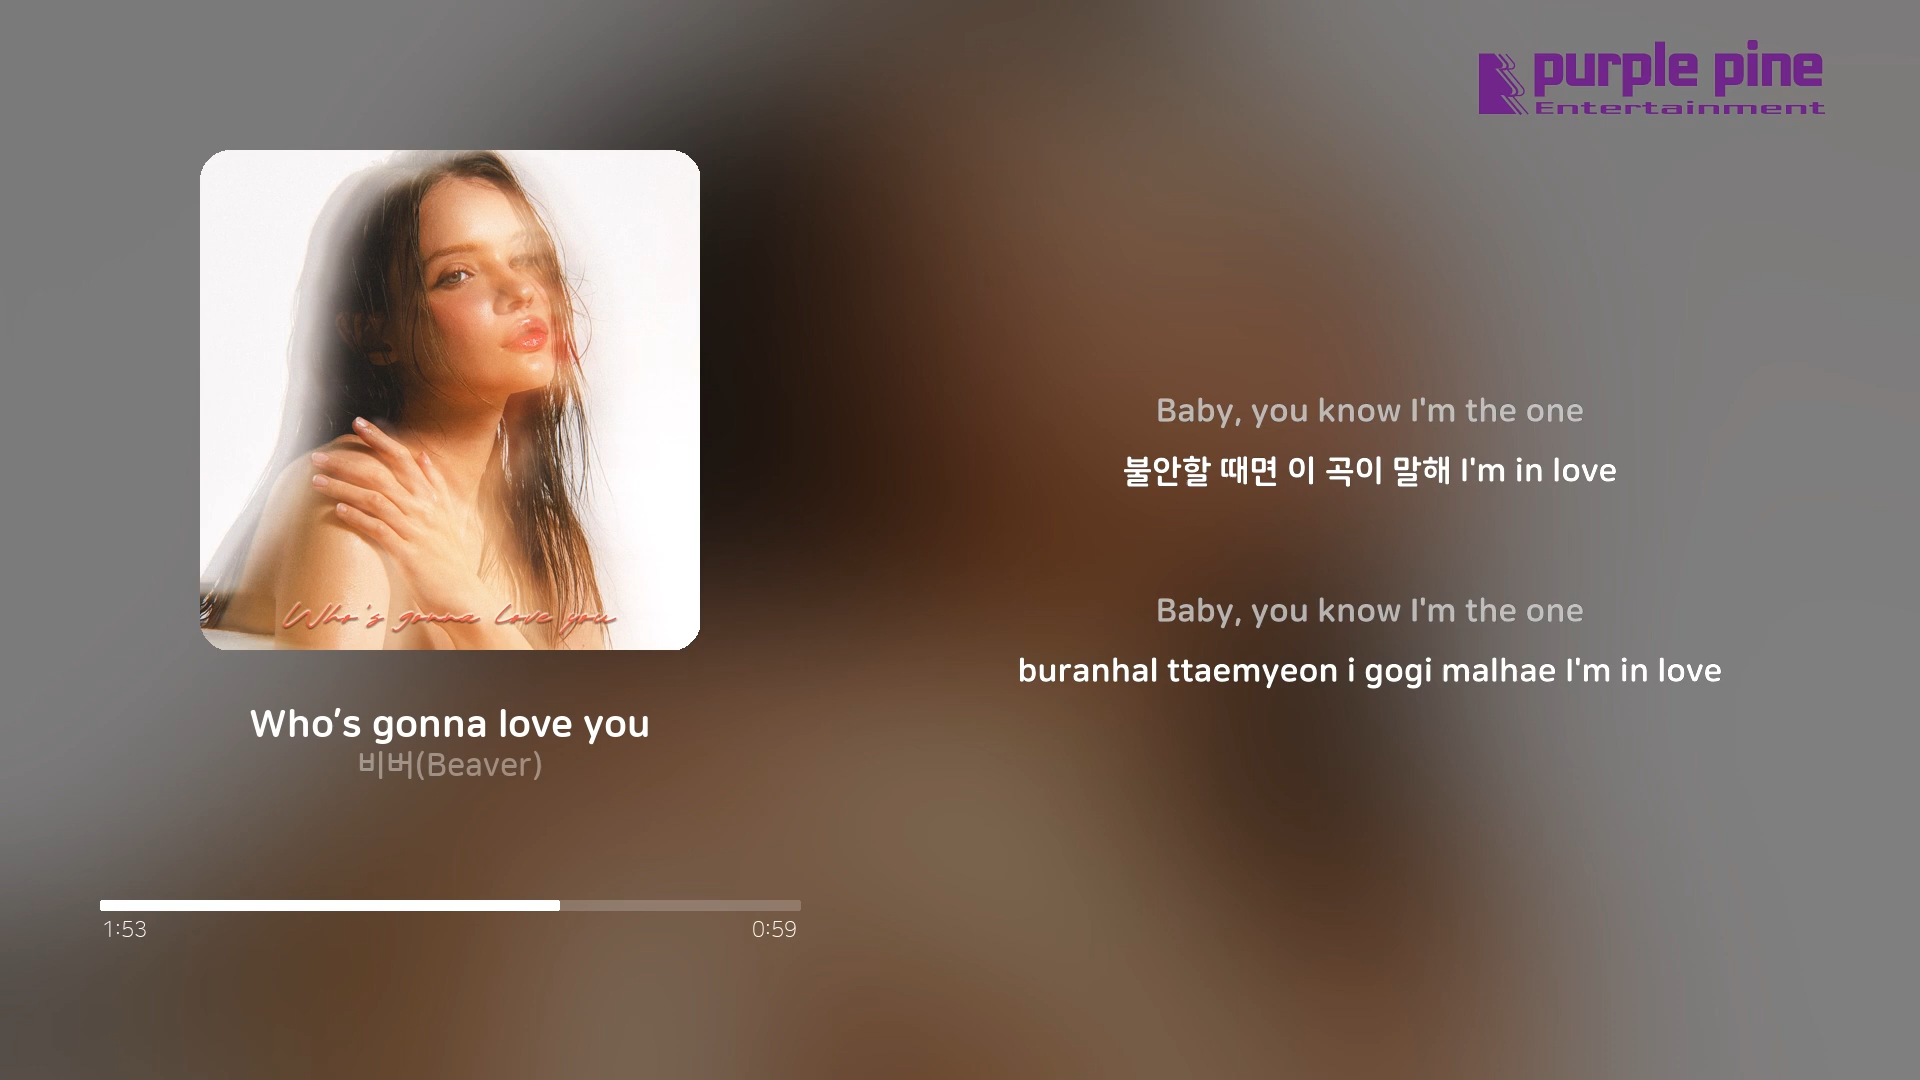 purple pine
Entertainment
Who's gonna love you
Who's gonna love you
비버(Beaver)
1:53
0:59
Baby, you know I'm the one
불안할 때면 이 곡이 말해 I'm in love
Baby, you know I'm the one
buranhal ttaemyeon i gogi malhae I'm in love